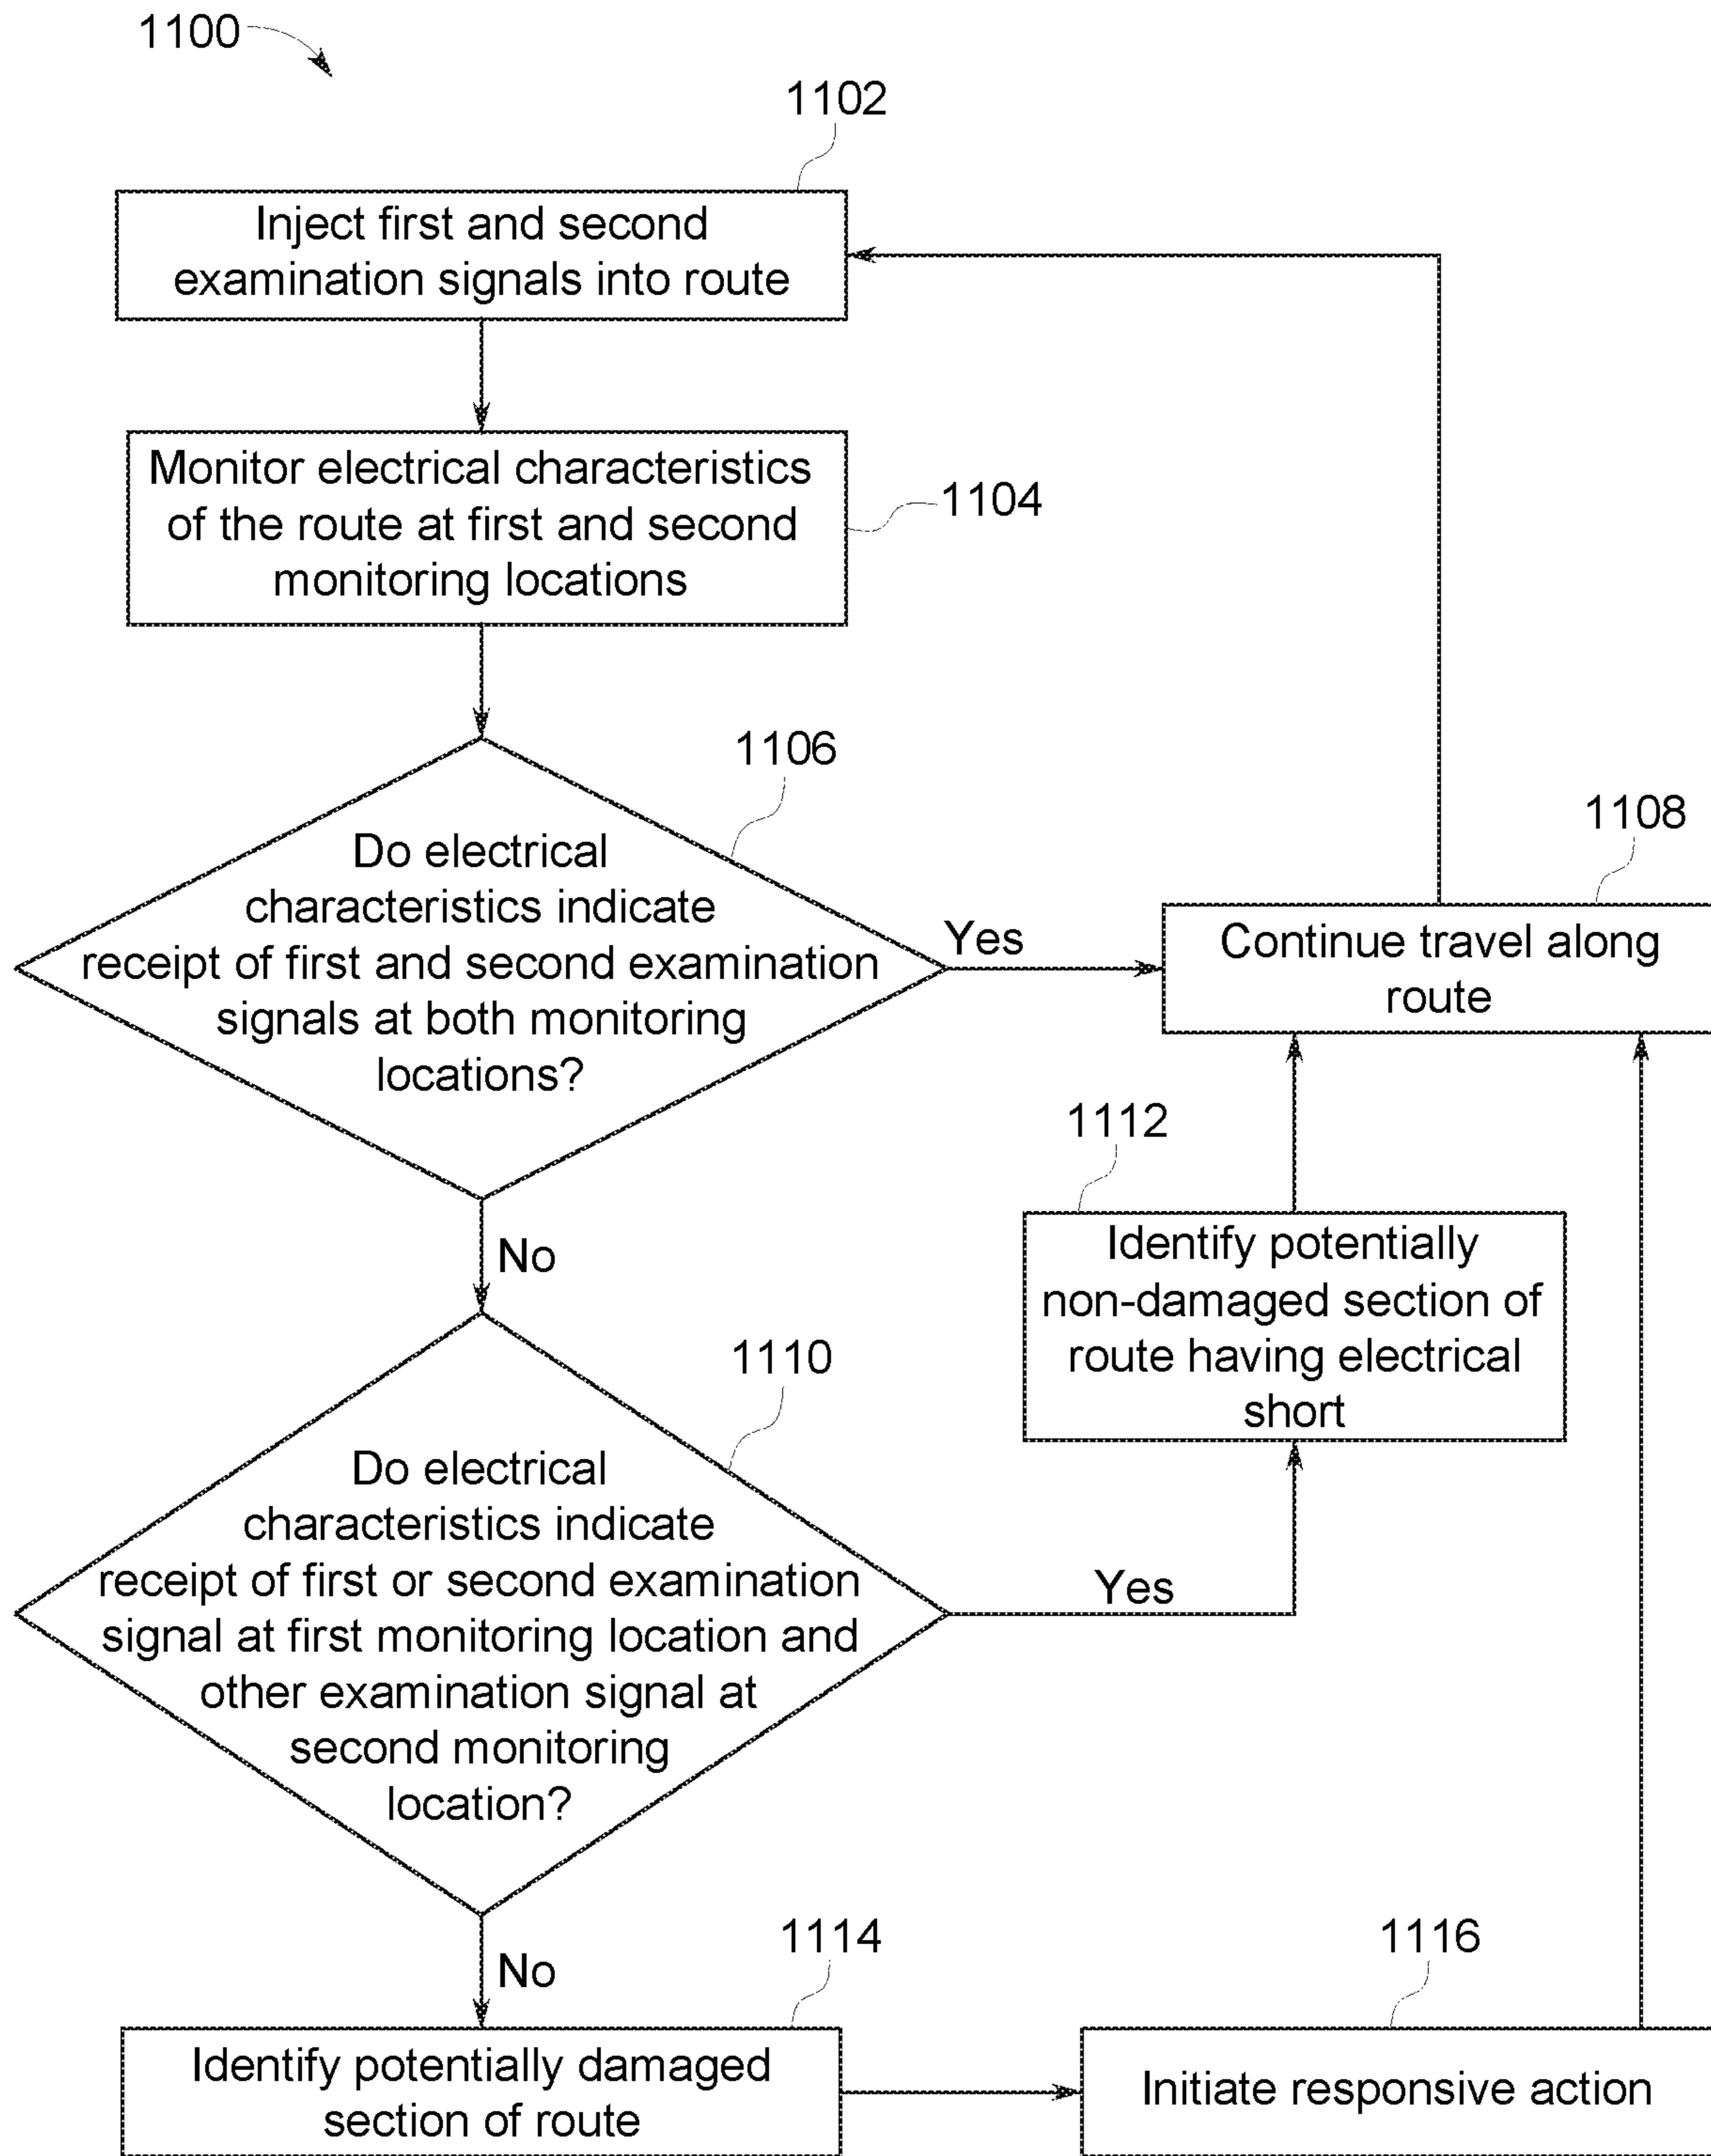 1100
1102
Inject first and second
examination signals into route
Monitor electrical characteristics
of the route at first and second
monitoring locations
1104
1106
Do electrical
characteristics indicate
receipt of first and second examination
signals at both monitoring
locations?
Yes
1108
Continue travel along
route
No
1112
Identify potentially
non-damaged section of
route having electrical
short
1110
Do electrical
characteristics indicate
receipt of first or second examination
signal at first monitoring location and
other examination signal at
second monitoring
location?
Yes
No
1114
Identify potentially damaged
section of route
1116
Initiate responsive action